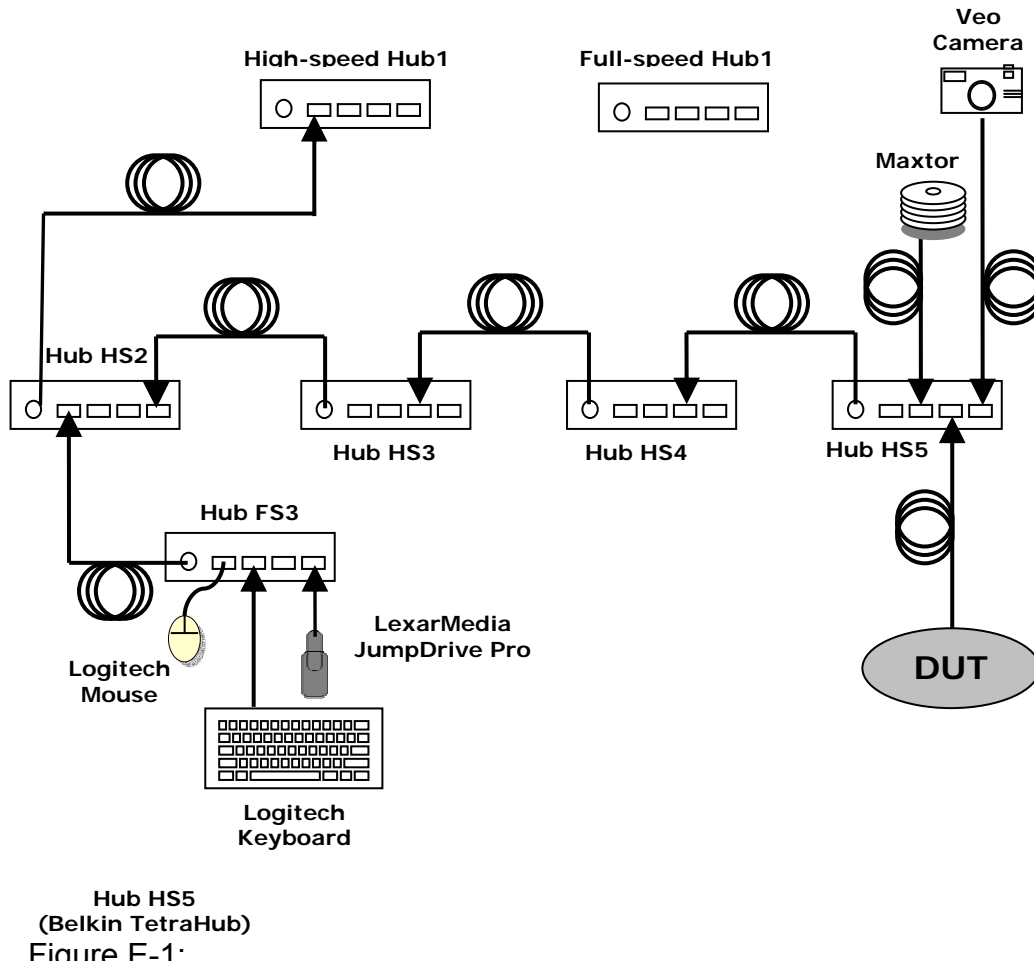 Veo
Camera
High-speed Hub1
Full-speed Hub1
Maxtor
Hub HS2
Hub HS3
Hub HS4
Hub HS5
Hub FS3
LexarMedia
JumpDrive Pro
Logitech
Mouse
DUT
Logitech
Keyboard
Hub HS5
(Belkin TetraHub)
Figure E-1: